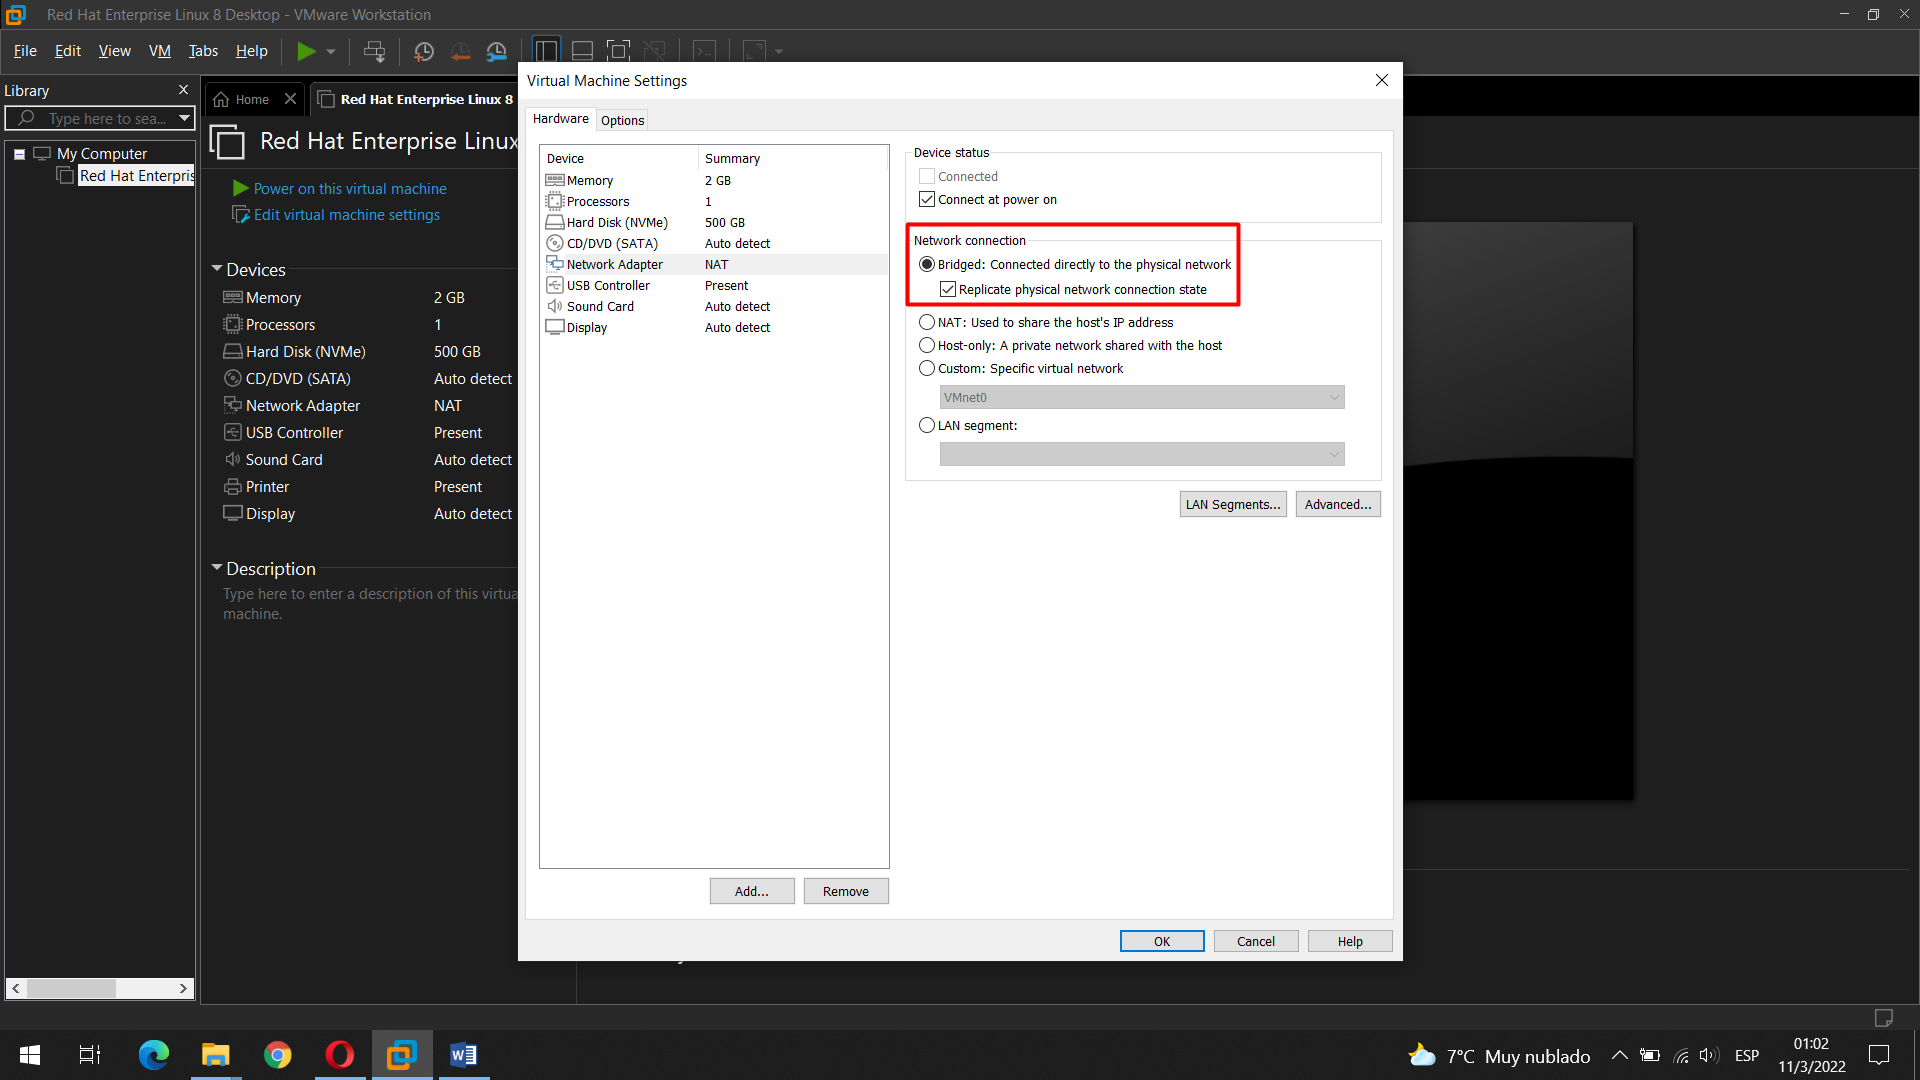 Red Hat Enterprise Linux 8 Desktop - VMware Workstation
File Edit View VM Tabs Help
Library
Type here to sea...
My Computer
Red Hat Enterpris
Home
Red Hat Enterprise Linux 8
Red Hat Enterprise Linux
Power on this virtual machine
Edit virtual machine settings
Devices
Memory 2 GB
Processors 1
Hard Disk (NVMe) 500 GB
CD/DVD (SATA) Auto detect
Network Adapter NAT
USB Controller Present
Sound Card Auto detect
Printer Present
Display Auto detect
Description
Type here to enter a description of this virtua
machine.
Virtual Machine Settings
Hardware Options
Device Summary
Memory 2 GB
Processors 1
Hard Disk (NVMe) 500 GB
CD/DVD (SATA) Auto detect
Network Adapter NAT
USB Controller Present
Sound Card Auto detect
Display Auto detect
Add... Remove
Device status
Connected
Connect at power on
Network connection
Bridged: Connected directly to the physical network
Replicate physical network connection state
NAT: Used to share the host's IP address
Host-only: A private network shared with the host
Custom: Specific virtual network
VMnet0
LAN segment:
LAN Segments... Advanced...
OK Cancel Help
7°C Muy nublado
ESP
01:02
11/3/2022